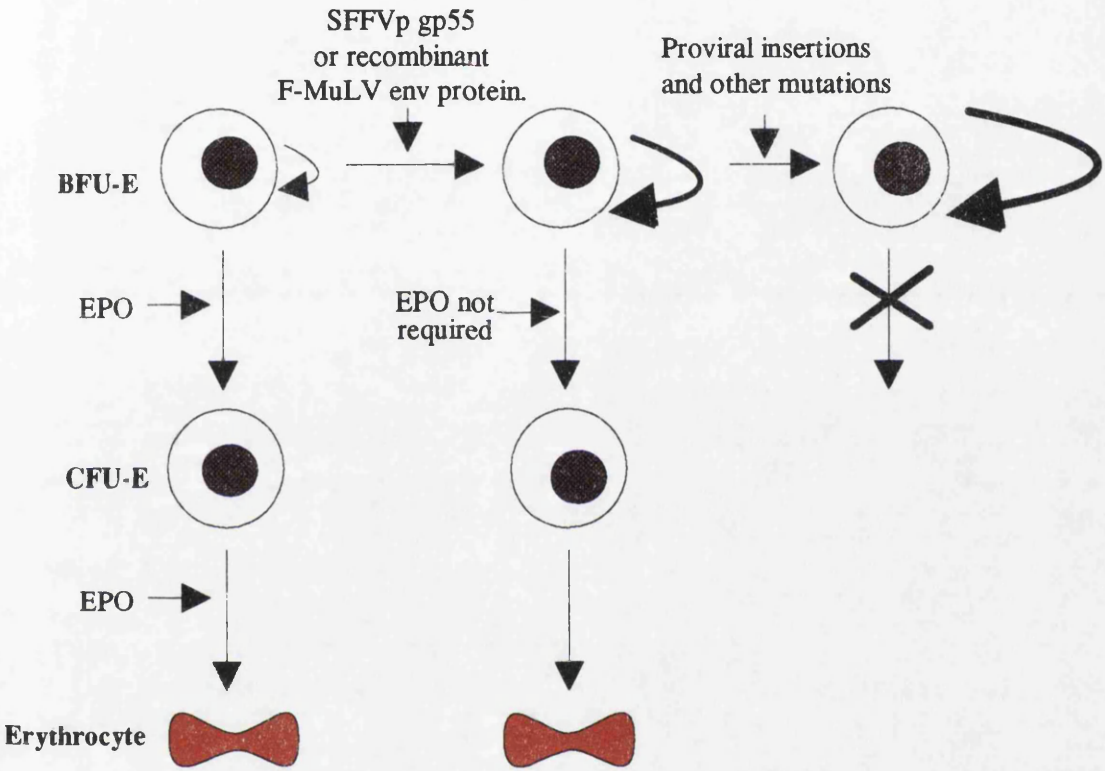 SFFVp gp55
or recombinant
F-MuLV env protein.
Proviral insertions
and other mutations
BFU-E
EPO
EPO not
required
CFU-E
EPO
Erythrocyte